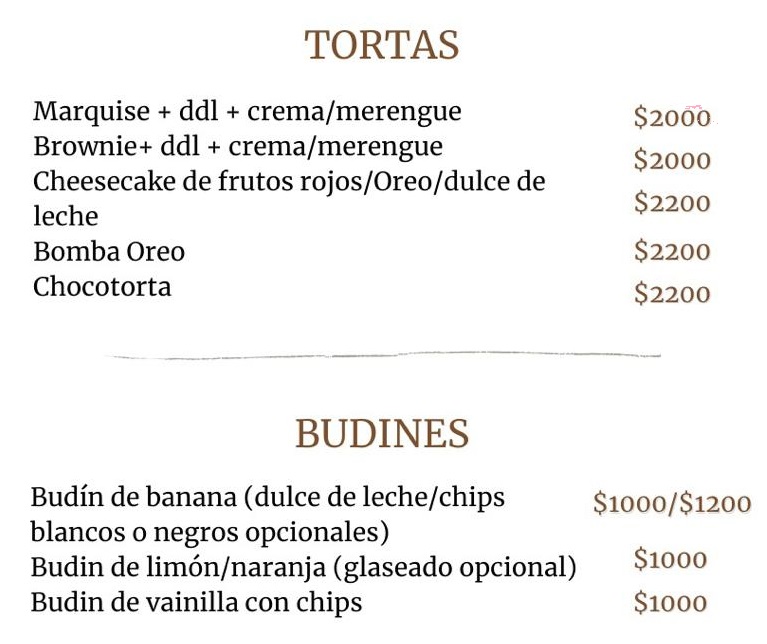 TORTAS
Marquise + ddl + crema/merengue $2000
Brownie+ ddl + crema/merengue $2000
Cheesecake de frutos rojos/Oreo/dulce de $2200
leche
Bomba Oreo $2200
Chocotorta $2200
BUDINES
Budín de banana (dulce de leche/chips $1000/$1200
blancos o negros opcionales)
Budin de limón/naranja (glaseado opcional) $1000
Budin de vainilla con chips $1000